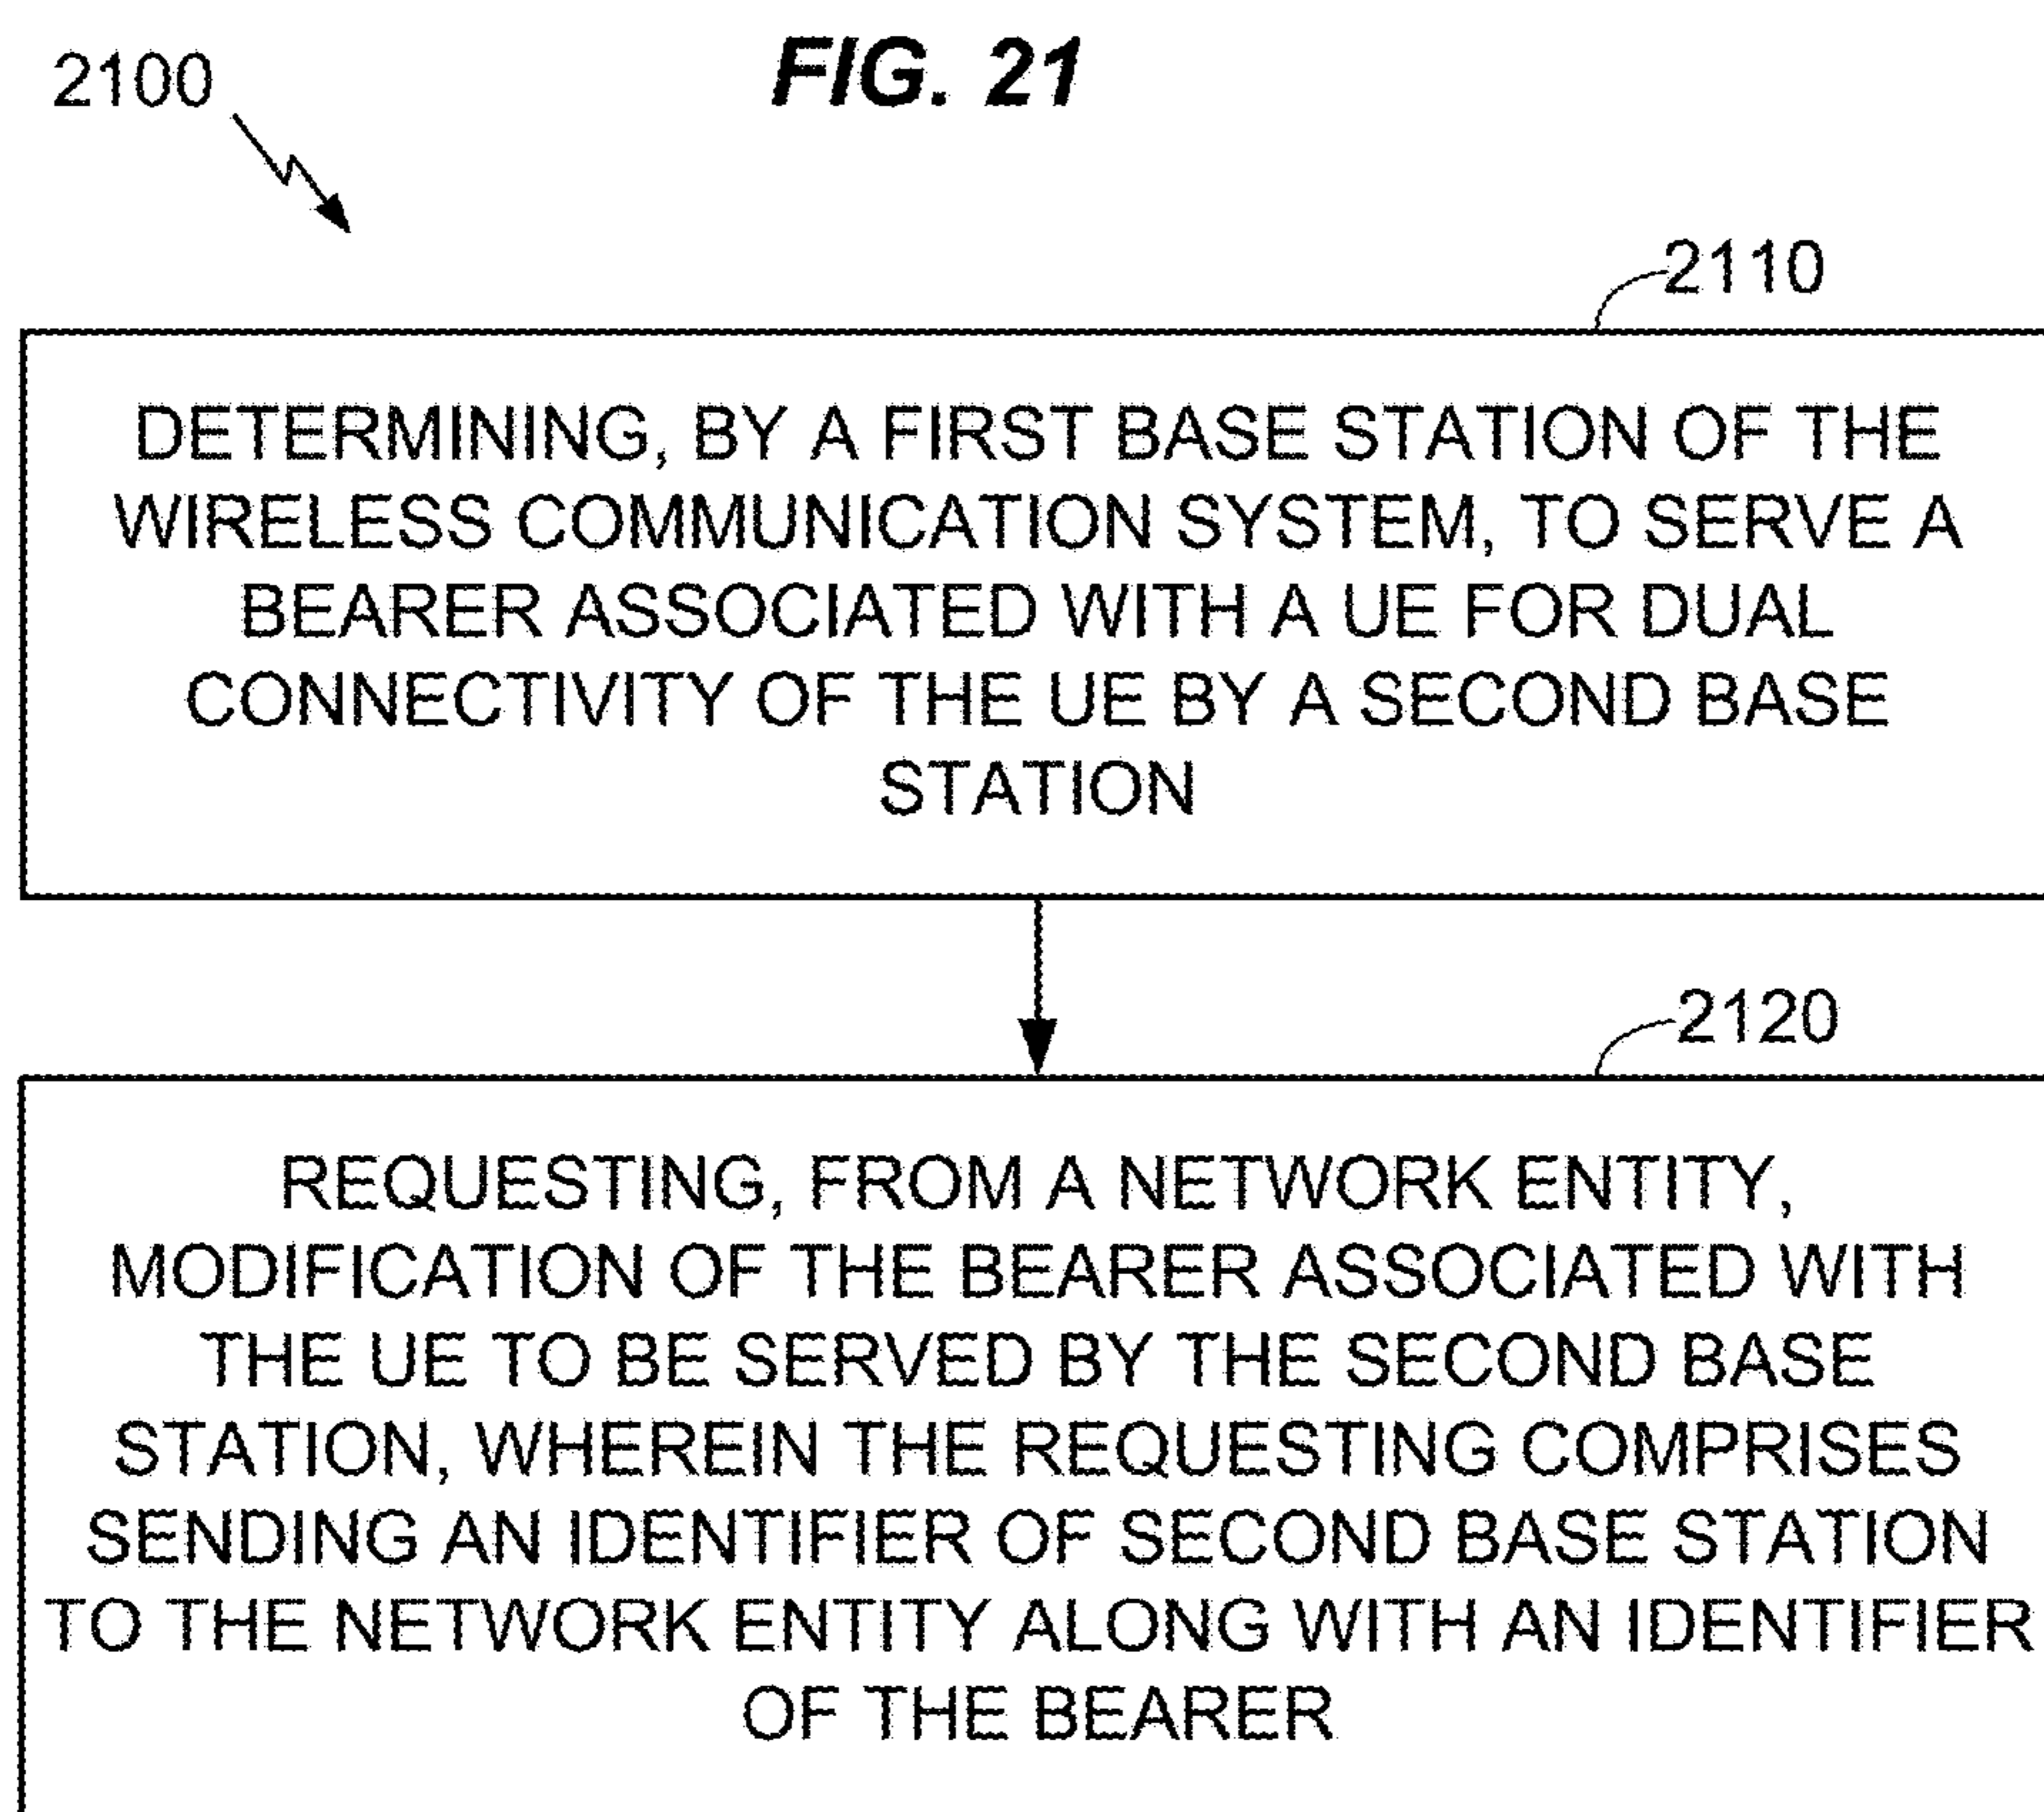 2100
FIG. 21
2110
DETERMINING, BY A FIRST BASE STATION OF THE
WIRELESS COMMUNICATION SYSTEM, TO SERVE A
BEARER ASSOCIATED WITH A UE FOR DUAL
CONNECTIVITY OF THE UE BY A SECOND BASE
STATION
2120
REQUESTING, FROM A NETWORK ENTITY,
MODIFICATION OF THE BEARER ASSOCIATED WITH
THE UE TO BE SERVED BY THE SECOND BASE
STATION, WHEREIN THE REQUESTING COMPRISES
SENDING AN IDENTIFIER OF SECOND BASE STATION
TO THE NETWORK ENTITY ALONG WITH AN IDENTIFIER
OF THE BEARER